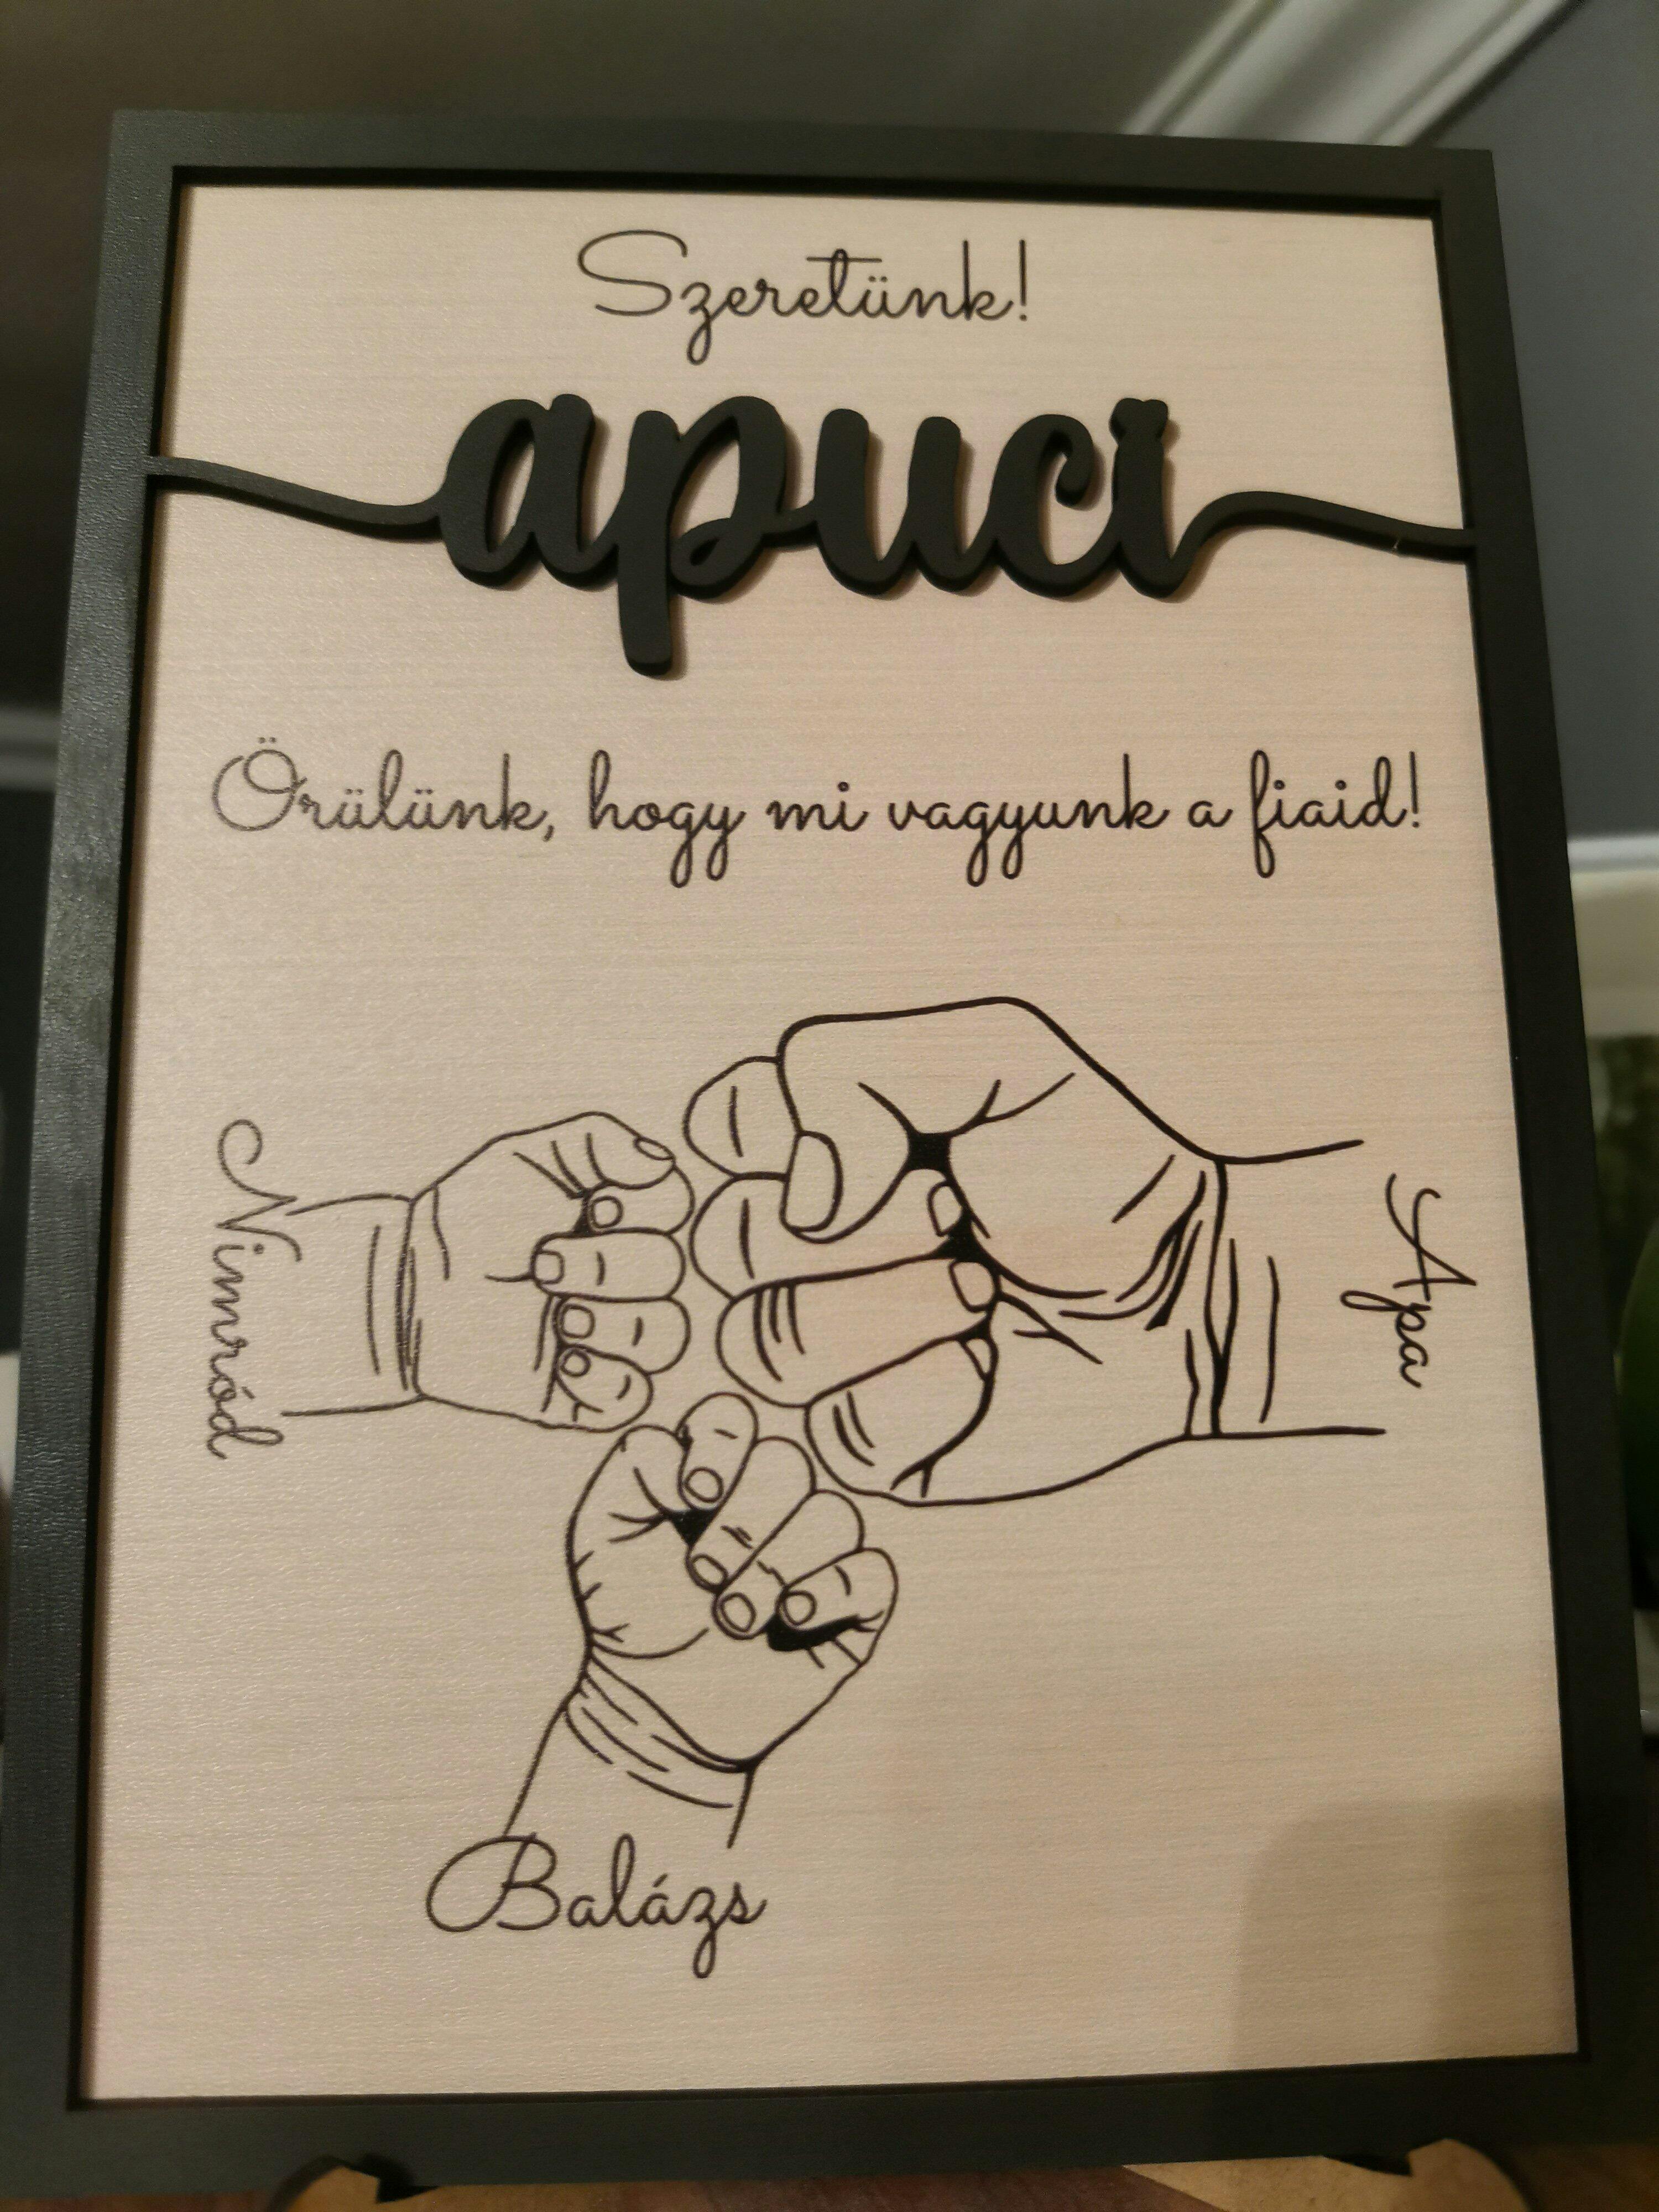 Szeretünk!
apuci
Örülünk, hogy mi vagyunk a fiaid!
Nimród
Apa
Balázs